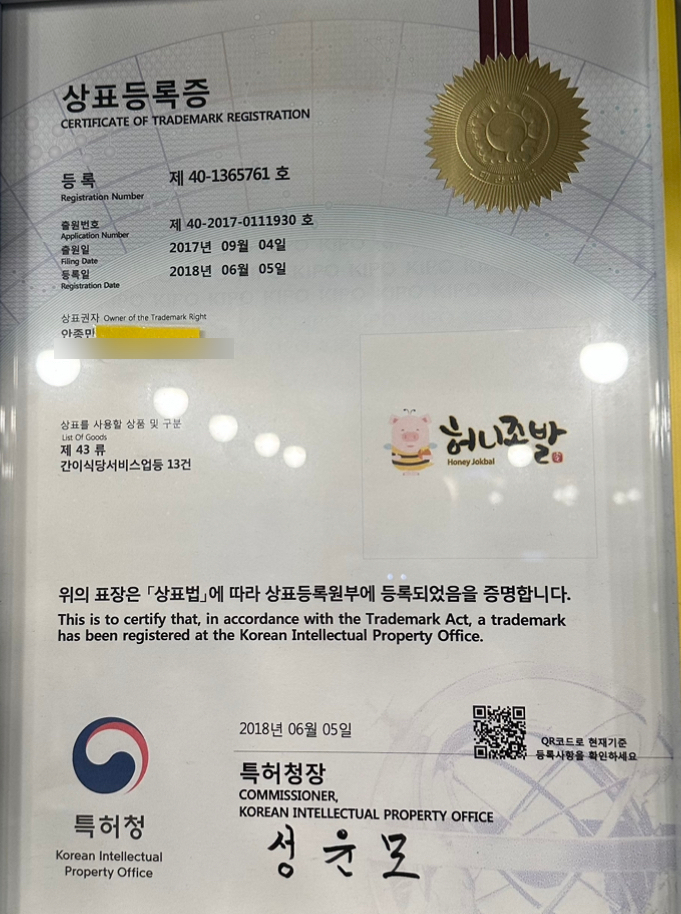 상표등록증
CERTIFICATE OF TRADEMARK REGISTRATION
등록 제 40-1365761 호
Registration Number
출원번호 제 40-2017-0111930 호
Application Number
출원일 2017년 09월 04일
Filing Date
등록일 2018년 06월 05일
Registration Date
상표권자 Owner of the Trademark Right
안종만
상표를 사용할 상품 및 구분
List Of Goods
제 43 류
간이식당서비스업등 13건
허니족발
Honey Jokbal
위의 표장은 「상표법」에 따라 상표등록원부에 등록되었음을 증명합니다.
This is to certify that, in accordance with the Trademark Act, a trademark
has been registered at the Korean Intellectual Property Office.
2018년 06월 05일
QR코드로 현재기준
등록사항을 확인하세요
특허청장
COMMISSIONER,
KOREAN INTELLECTUAL PROPERTY OFFICE
성윤모
특허청
Korean Intellectual
Property Office